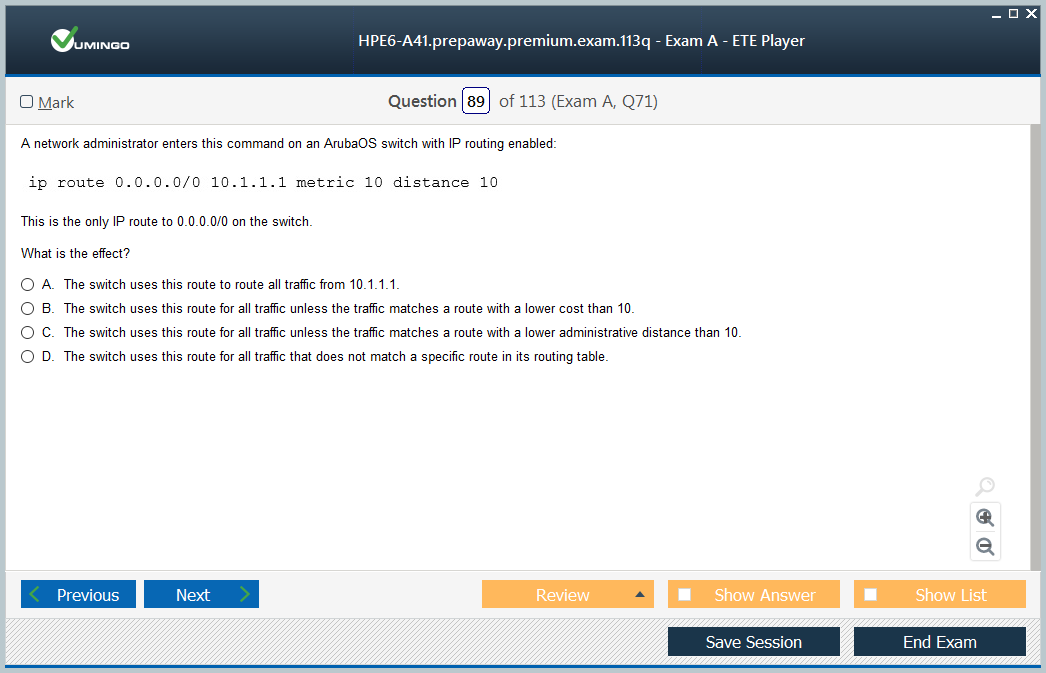 VUMINGO
HPE6-A41.prepaway.premium.exam.113q - Exam A - ETE Player
Mark
Question 89 of 113 (Exam A, Q71)
A network administrator enters this command on an ArubaOS switch with IP routing enabled:
ip route 0.0.0.0/0 10.1.1.1 metric 10 distance 10
This is the only IP route to 0.0.0.0/0 on the switch.
What is the effect?
A. The switch uses this route to route all traffic from 10.1.1.1.
B. The switch uses this route for all traffic unless the traffic matches a route with a lower cost than 10.
C. The switch uses this route for all traffic unless the traffic matches a route with a lower administrative distance than 10.
D. The switch uses this route for all traffic that does not match a specific route in its routing table.
Previous Next Review Show Answer Show List
Save Session End Exam